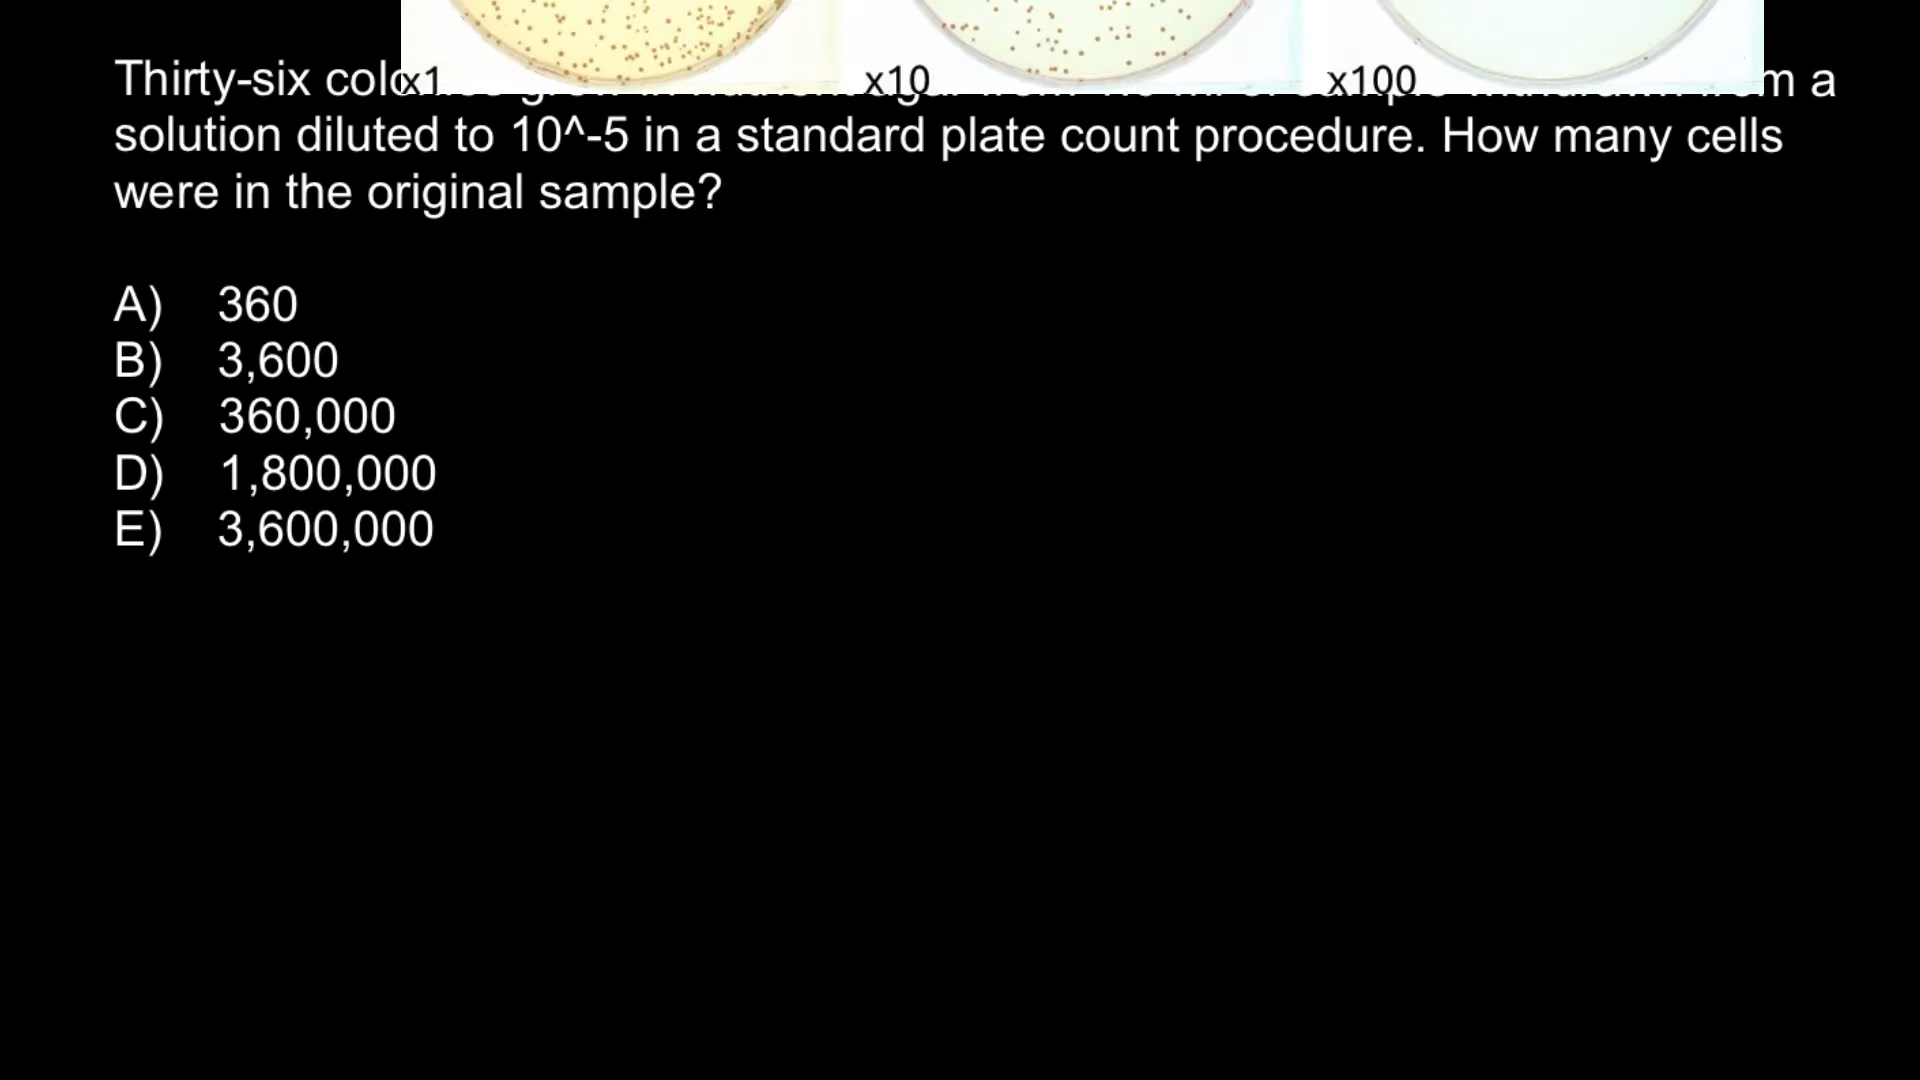 x1 x10 x100
Thirty-six m a
solution diluted to 10^-5 in a standard plate count procedure. How many cells
were in the original sample?
A) 360
B) 3,600
C) 360,000
D) 1,800,000
E) 3,600,000